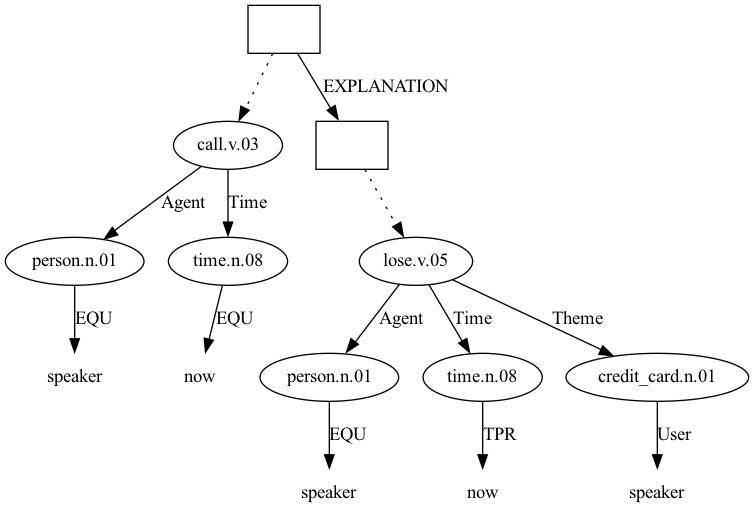 EXPLANATION
call.v.03
Agent Time
person.n.01 time.n.08 lose.v.05
EQU EQU Agent Time Theme
speaker now person.n.01 time.n.08 credit_card.n.01
EQU TPR User
speaker now speaker